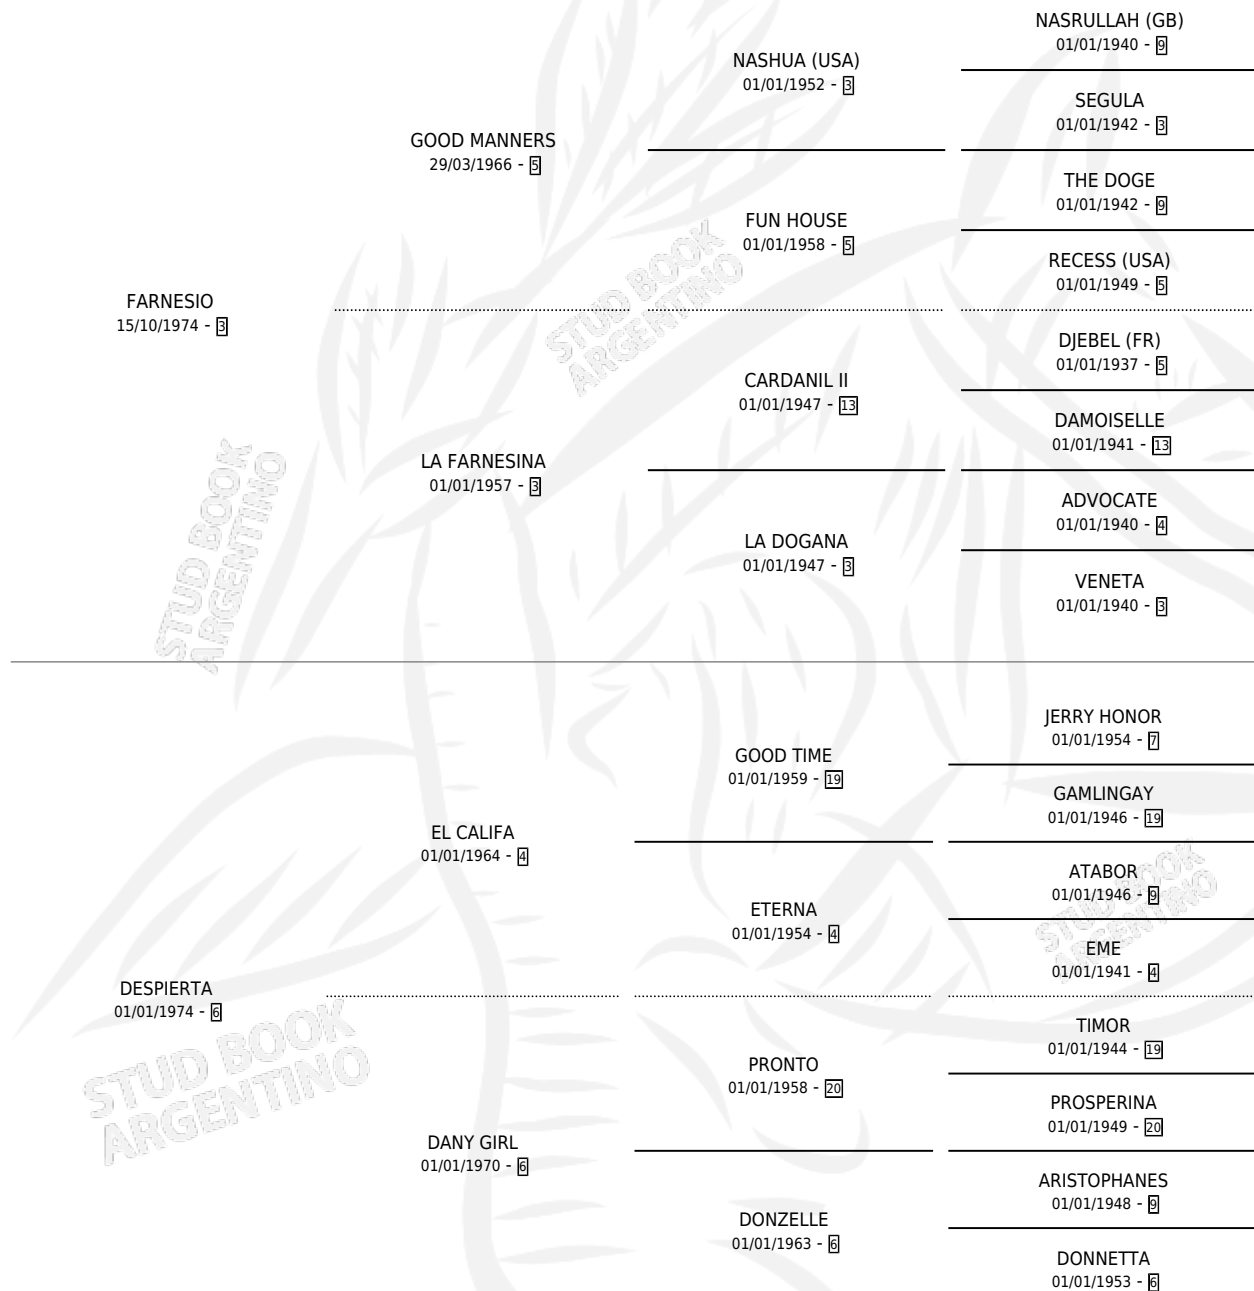 NASRULLAH (GB)
01/01/1940 - 9
NASHUA (USA)
01/01/1952 - 3
SEGULA
01/01/1942 - 3
GOOD MANNERS
29/03/1966 - 5
THE DOGE
01/01/1942 - 9
FUN HOUSE
01/01/1958 - 5
RECESS (USA)
01/01/1949 - 5
FARNESIO
15/10/1974 - 3
DJEBEL (FR)
01/01/1937 - 5
CARDANIL II
01/01/1947 - 13
DAMOISELLE
01/01/1941 - 13
LA FARNESINA
01/01/1957 - 3
ADVOCATE
01/01/1940 - 4
LA DOGANA
01/01/1947 - 3
VENETA
01/01/1940 - 3
JERRY HONOR
01/01/1954 - 7
GOOD TIME
01/01/1959 - 19
GAMLINGAY
01/01/1946 - 19
EL CALIFA
01/01/1964 - 4
ATABOR
01/01/1946 - 9
ETERNA
01/01/1954 - 4
EME
01/01/1941 - 4
DESPIERTA
01/01/1974 - 6
TIMOR
01/01/1944 - 19
PRONTO
01/01/1958 - 20
PROSPERINA
01/01/1949 - 20
DANY GIRL
01/01/1970 - 6
ARISTOPHANES
01/01/1948 - 9
DONZELLE
01/01/1963 - 6
DONNETTA
01/01/1953 - 6
STUD BOOK
ARGENTINO
STUD BOOK
ARGENTINO
STUD BOOK
ARGENTINO
STUD BOOK
ARGENTINO